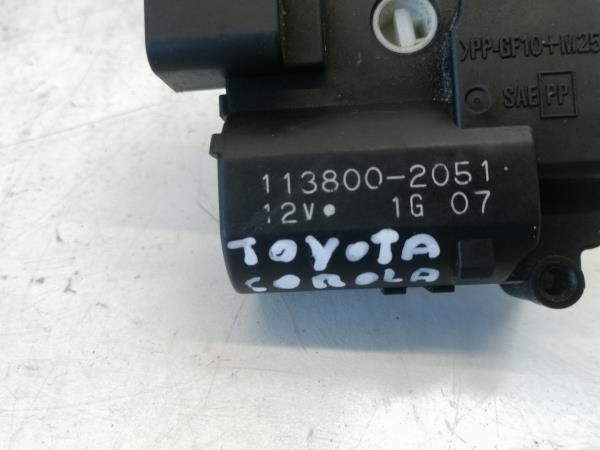 >PP-GF10+M25
SAE PP
113800-2051
12V• 1G 07
TOYOTA
COROLA